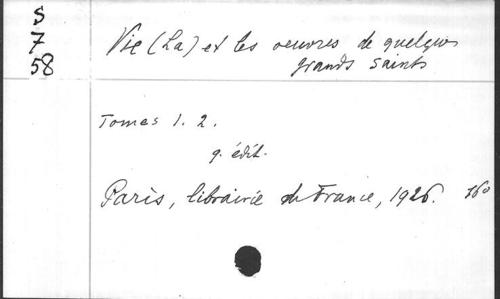 S
7
58
Vie (La) et les oeuvres de quelques
grands saints
Tomes 1. 2.
édit.
Paris, librairie de France, 1926.